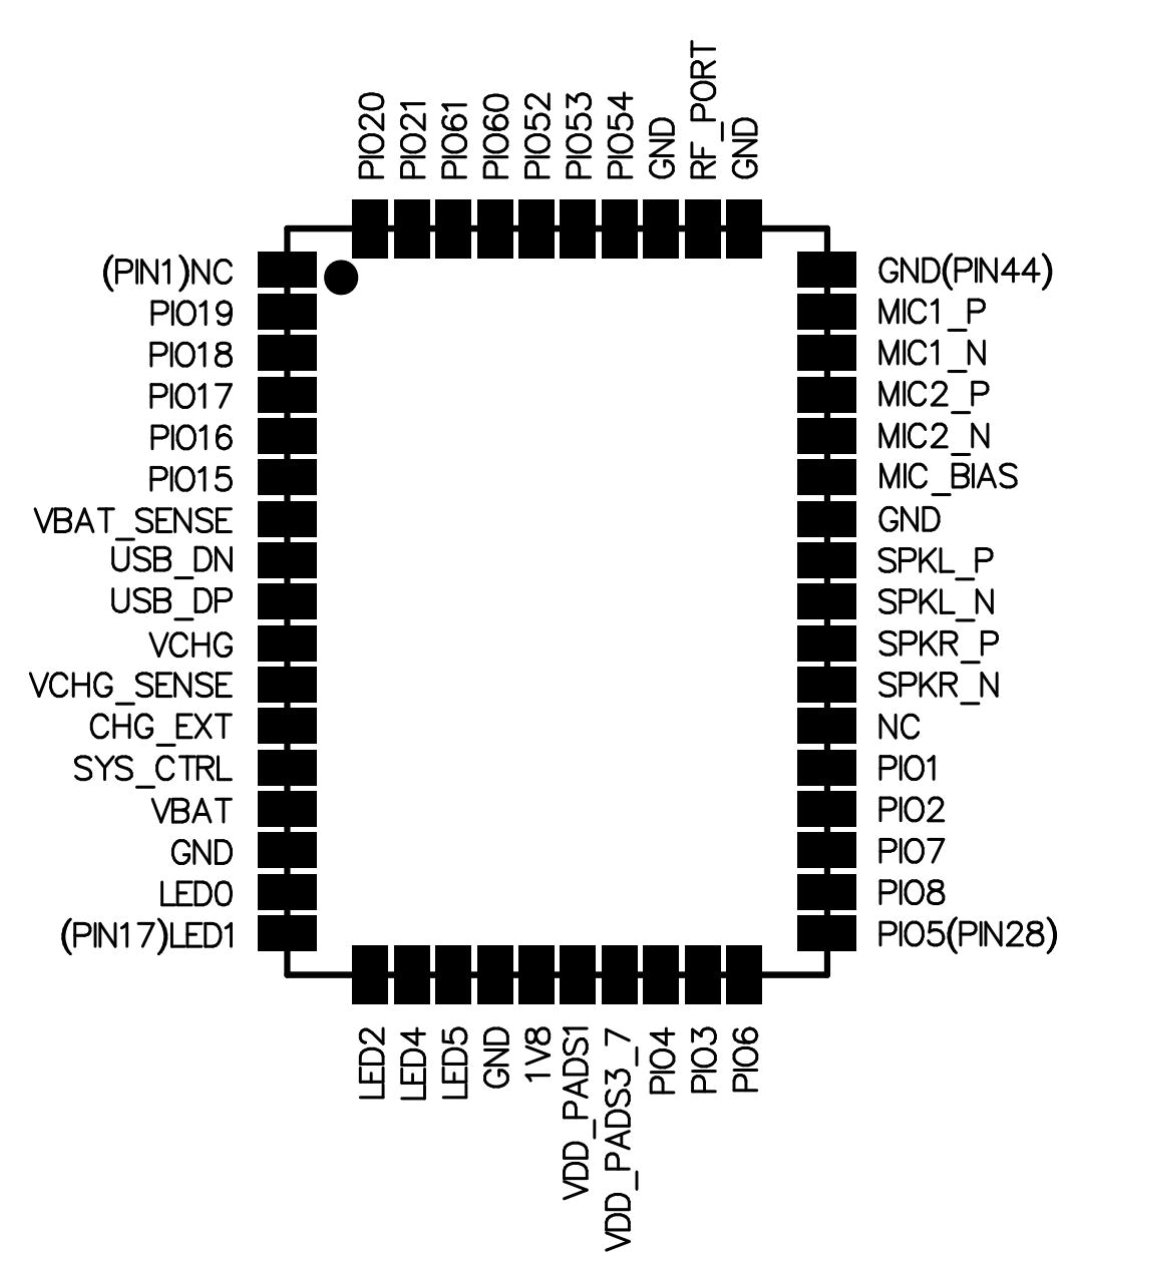 PIO20
PIO21
PIO61
PIO60
PIO52
PIO53
PIO54
GND
RF_PORT
GND
(PIN1)NC
PIO19
PIO18
PIO17
PIO16
PIO15
VBAT_SENSE
USB_DN
USB_DP
VCHG
VCHG_SENSE
CHG_EXT
SYS_CTRL
VBAT
GND
LED0
(PIN17)LED1
GND(PIN44)
MIC1_P
MIC1_N
MIC2_P
MIC2_N
MIC_BIAS
GND
SPKL_P
SPKL_N
SPKR_P
SPKR_N
NC
PIO1
PIO2
PIO7
PIO8
PIO5(PIN28)
LED2
LED4
LED5
GND
1V8
VDD_PADS1
VDD_PADS3_7
PIO4
PIO3
PIO6